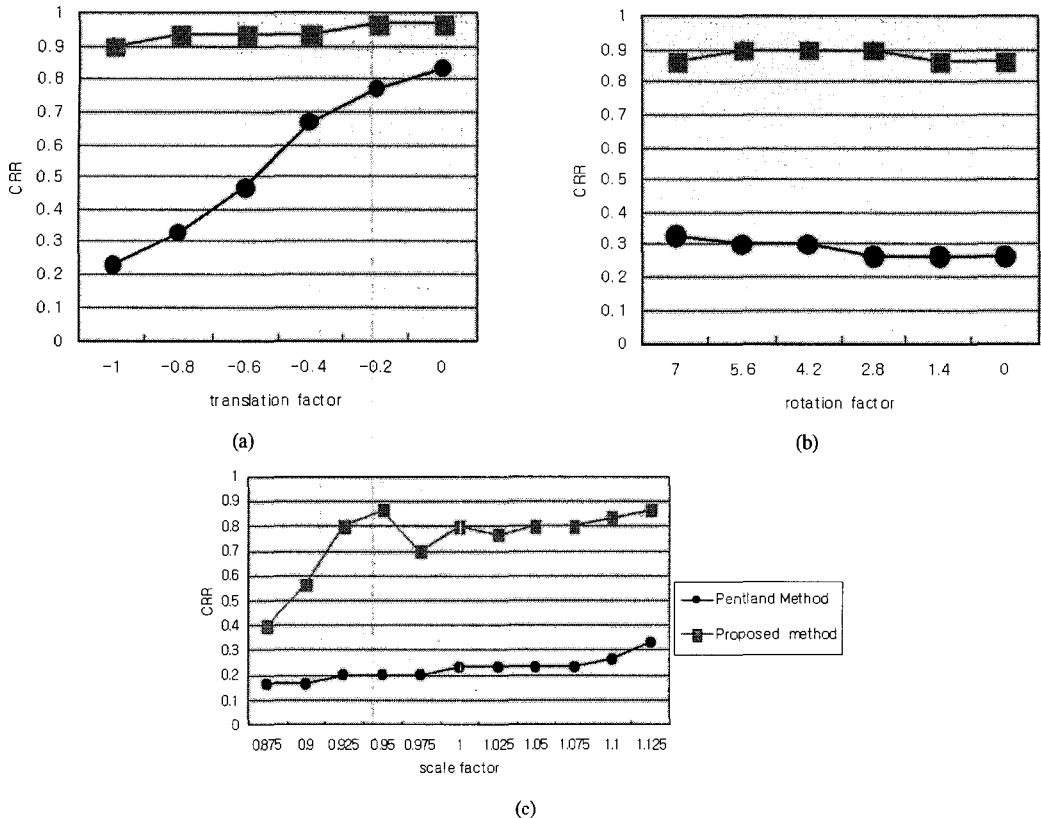 1
0.9
0.8
0.7
0.6
0.5
0.4
0.3
0.2
0.1
0
CRR
-1 -0.8 -0.6 -0.4 -0.2 0
translation factor
(a)
1
0.9
0.8
0.7
0.6
0.5
0.4
0.3
0.2
0.1
0
CRR
7 5.6 4.2 2.8 1.4 0
rotation factor
(b)
1
0.9
0.8
0.7
0.6
0.5
0.4
0.3
0.2
0.1
0
CRR
0.875 0.9 0.925 0.95 0.975 1 1.025 1.05 1.075 1.1 1.125
scale factor
Pentland Method
Proposed method
(c)